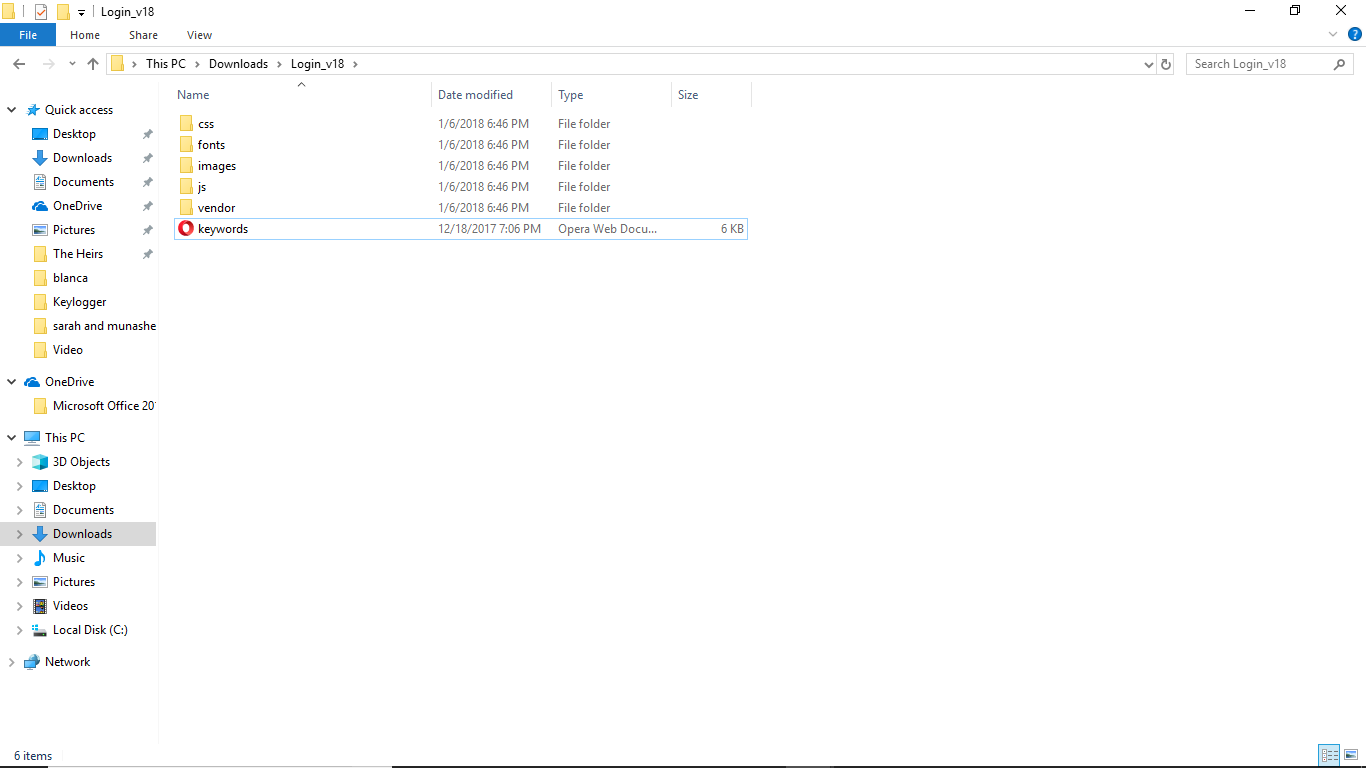 Login_v18
File Home Share View
This PC Downloads Login_v18
Search Login_v18
Name Date modified Type Size
css 1/6/2018 6:46 PM File folder
fonts 1/6/2018 6:46 PM File folder
images 1/6/2018 6:46 PM File folder
js 1/6/2018 6:46 PM File folder
vendor 1/6/2018 6:46 PM File folder
keywords 12/18/2017 7:06 PM Opera Web Docu... 6 KB
Quick access
Desktop
Downloads
Documents
OneDrive
Pictures
The Heirs
blanca
Keylogger
sarah and munashe
Video
OneDrive
Microsoft Office 20
This PC
3D Objects
Desktop
Documents
Downloads
Music
Pictures
Videos
Local Disk (C:)
Network
6 items